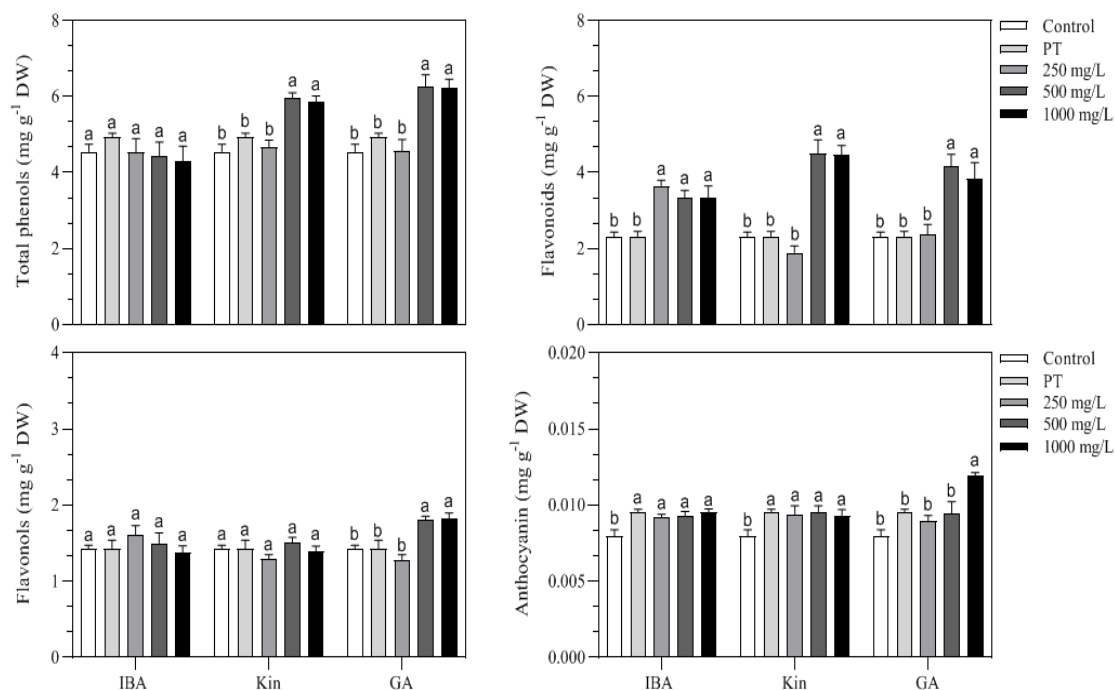 Total phenols (mg g⁻¹ DW)
8
6
4
2
0
a a a a a b b b a a b b b a a
Flavonoids (mg g⁻¹ DW)
8
6
4
2
0
b b a a a b b b a a b b b a a
Control
PT
250 mg/L
500 mg/L
1000 mg/L
Flavonols (mg g⁻¹ DW)
4
3
2
1
0
a a a a a a a a a a b b b a a
IBA Kin GA
Anthocyanin (mg g⁻¹ DW)
0.020
0.015
0.010
0.005
0.000
b a a a a b a a a a b b b b a
IBA Kin GA
Control
PT
250 mg/L
500 mg/L
1000 mg/L